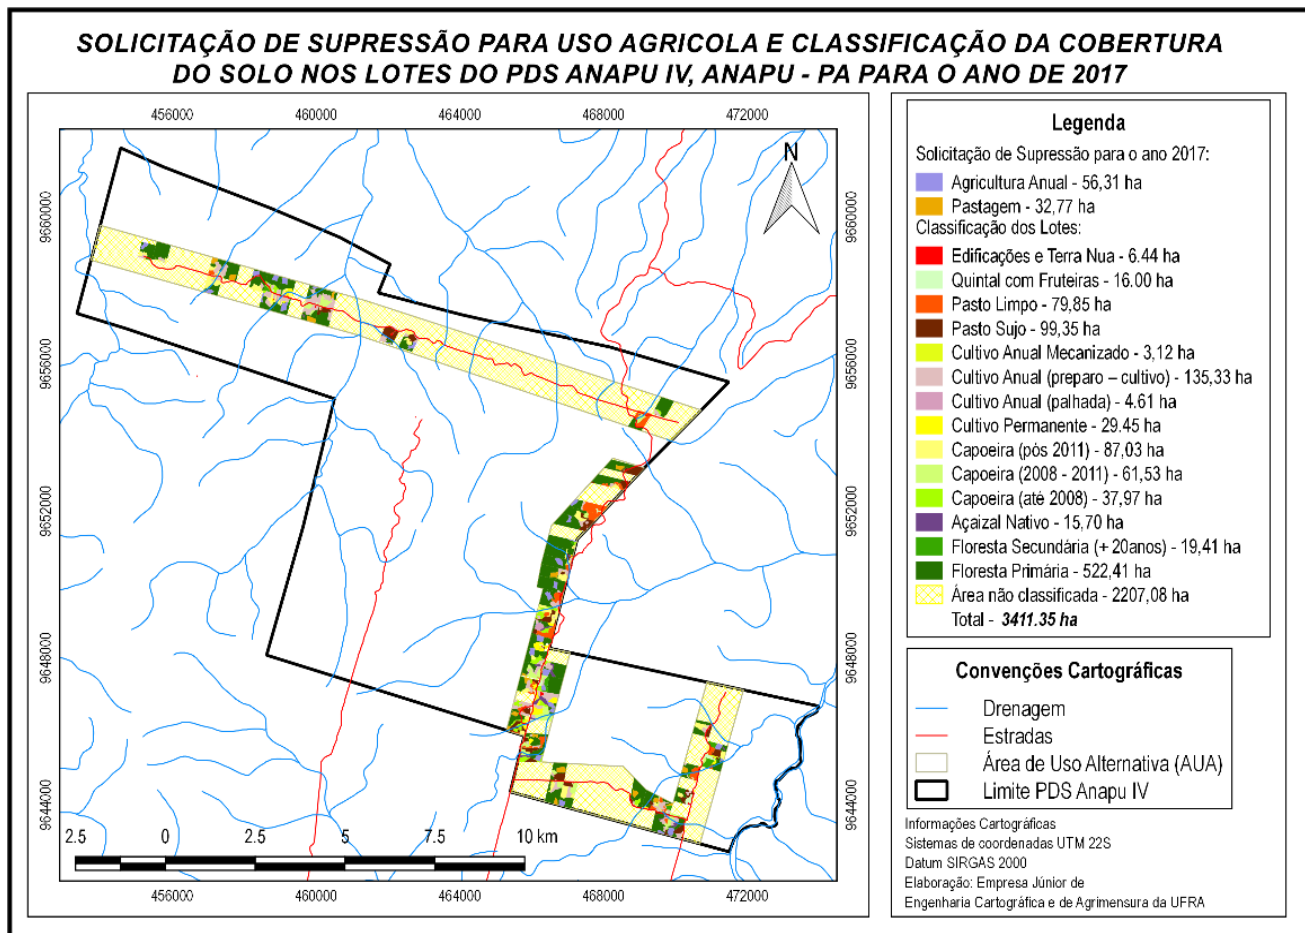 SOLICITAÇÃO DE SUPRESSÃO PARA USO AGRICOLA E CLASSIFICAÇÃO DA COBERTURA
DO SOLO NOS LOTES DO PDS ANAPU IV, ANAPU - PA PARA O ANO DE 2017
456000 460000 464000 468000 472000
N
9660000 9660000
9656000 9656000
9652000 9652000
9648000 9648000
9644000 9644000
2.5 0 2.5 5 7.5 10 km
456000 460000 464000 468000 472000
Legenda
Solicitação de Supressão para o ano 2017:
Agricultura Anual - 56,31 ha
Pastagem - 32,77 ha
Classificação dos Lotes:
Edificações e Terra Nua - 6.44 ha
Quintal com Fruteiras - 16.00 ha
Pasto Limpo - 79,85 ha
Pasto Sujo - 99,35 ha
Cultivo Anual Mecanizado - 3,12 ha
Cultivo Anual (preparo – cultivo) - 135,33 ha
Cultivo Anual (palhada) - 4.61 ha
Cultivo Permanente - 29.45 ha
Capoeira (pós 2011) - 87,03 ha
Capoeira (2008 - 2011) - 61,53 ha
Capoeira (até 2008) - 37,97 ha
Açaizal Nativo - 15,70 ha
Floresta Secundária (+ 20anos) - 19,41 ha
Floresta Primária - 522,41 ha
Área não classificada - 2207,08 ha
Total - 3411.35 ha
Convenções Cartográficas
Drenagem
Estradas
Área de Uso Alternativa (AUA)
Limite PDS Anapu IV
Informações Cartográficas
Sistemas de coordenadas UTM 22S
Datum SIRGAS 2000
Elaboração: Empresa Júnior de
Engenharia Cartográfica e de Agrimensura da UFRA